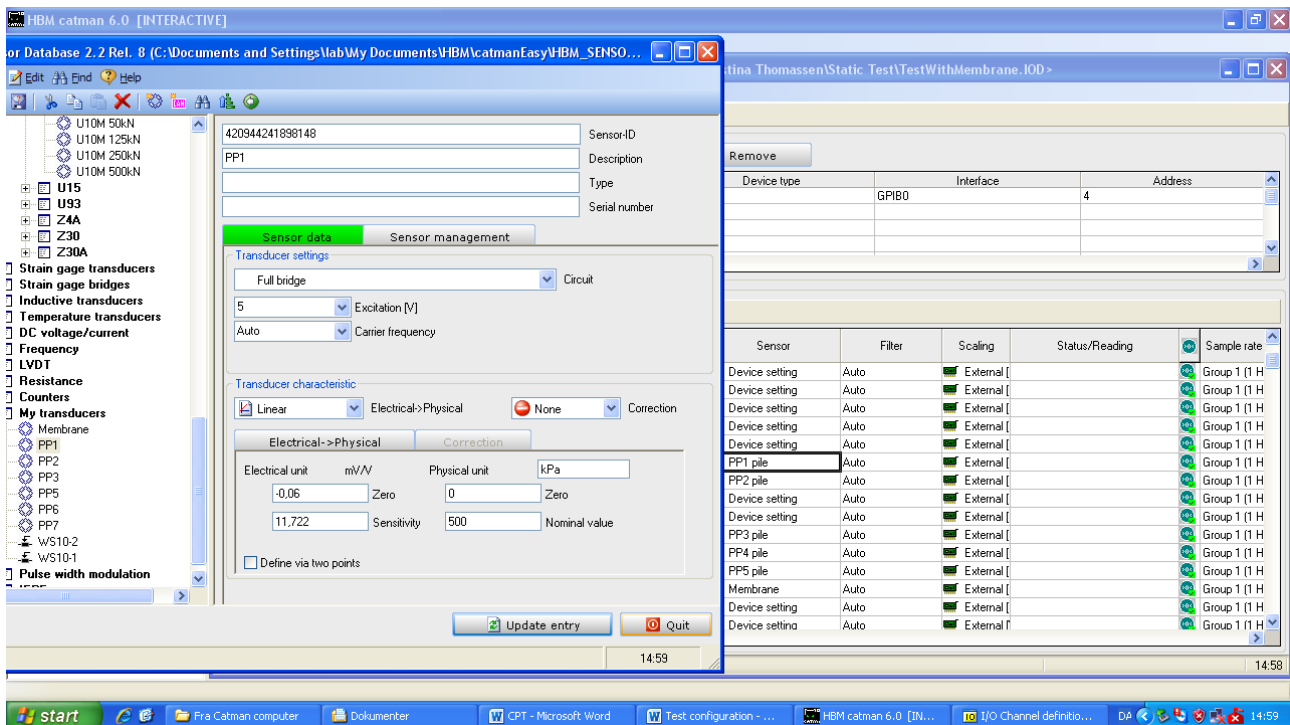 HBM catman 6.0 [INTERACTIVE]
or Database 2.2 Rel. 8 (C:\Documents and Settings\lab\My Documents\HBM\catmanEasy\HBM_SENSO...
tina Thomassen\Static Test\TestWithMembrane.IOD>
Edit Find Help
U10M 50kN
U10M 125kN
U10M 250kN
U10M 500kN
U15
U93
Z4A
Z30
Z30A
Strain gage transducers
Strain gage bridges
Inductive transducers
Temperature transducers
DC voltage/current
Frequency
LVDT
Resistance
Counters
My transducers
Membrane
PP1
PP2
PP3
PP5
PP6
PP7
WS10-2
WS10-1
Pulse width modulation
420944241898148 Sensor-ID
PP1 Description
Type
Serial number
Sensor data Sensor management
Transducer settings
Full bridge Circuit
5 Excitation [V]
Auto Carrier frequency
Transducer characteristic
Linear Electrical->Physical None Correction
Electrical->Physical Correction
Electrical unit mV/V Physical unit kPa
-0,06 Zero 0 Zero
11,722 Sensitivity 500 Nominal value
Define via two points
Update entry Quit
14:59
Remove
Device type Interface Address
GPIB0 4
Sensor Filter Scaling Status/Reading Sample rate
Device setting Auto External [ Group 1 (1 H
Device setting Auto External [ Group 1 (1 H
Device setting Auto External [ Group 1 (1 H
Device setting Auto External [ Group 1 (1 H
Device setting Auto External [ Group 1 (1 H
PP1 pile Auto External [ Group 1 (1 H
PP2 pile Auto External [ Group 1 (1 H
Device setting Auto External [ Group 1 (1 H
Device setting Auto External [ Group 1 (1 H
PP3 pile Auto External [ Group 1 (1 H
PP4 pile Auto External [ Group 1 (1 H
PP5 pile Auto External [ Group 1 (1 H
Membrane Auto External [ Group 1 (1 H
Device setting Auto External [ Group 1 (1 H
Device setting Auto External [ Group 1 (1 H
14:58
start Fra Catman computer Dokumenter CPT - Microsoft Word Test configuration - ... HBM catman 6.0 [IN... I/O Channel definitio... DA 14:59